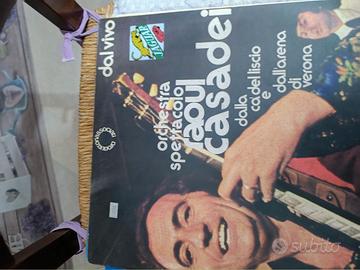 dal vivo
orchestra
spettacolo
raoul
casadei
dalla
ca'del liscio
e
dall'arena
di
verona
subito